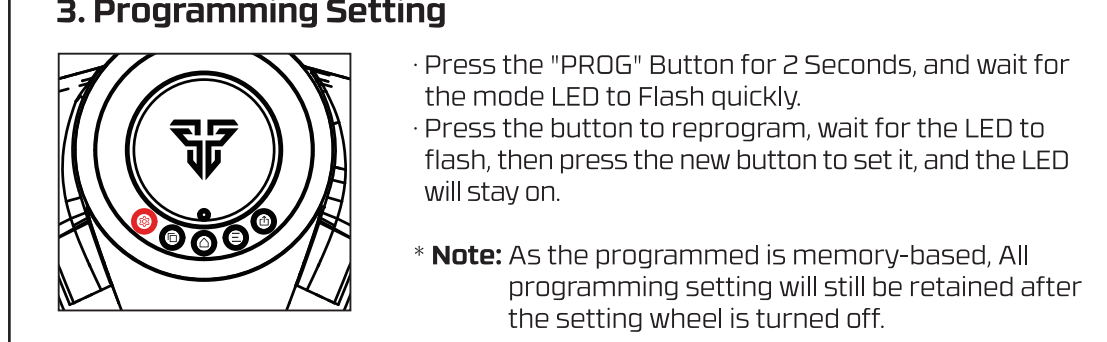 3. Programming Setting
· Press the "PROG" Button for 2 Seconds, and wait for
the mode LED to Flash quickly.
· Press the button to reprogram, wait for the LED to
flash, then press the new button to set it, and the LED
will stay on.
* Note: As the programmed is memory-based, All
programming setting will still be retained after
the setting wheel is turned off.